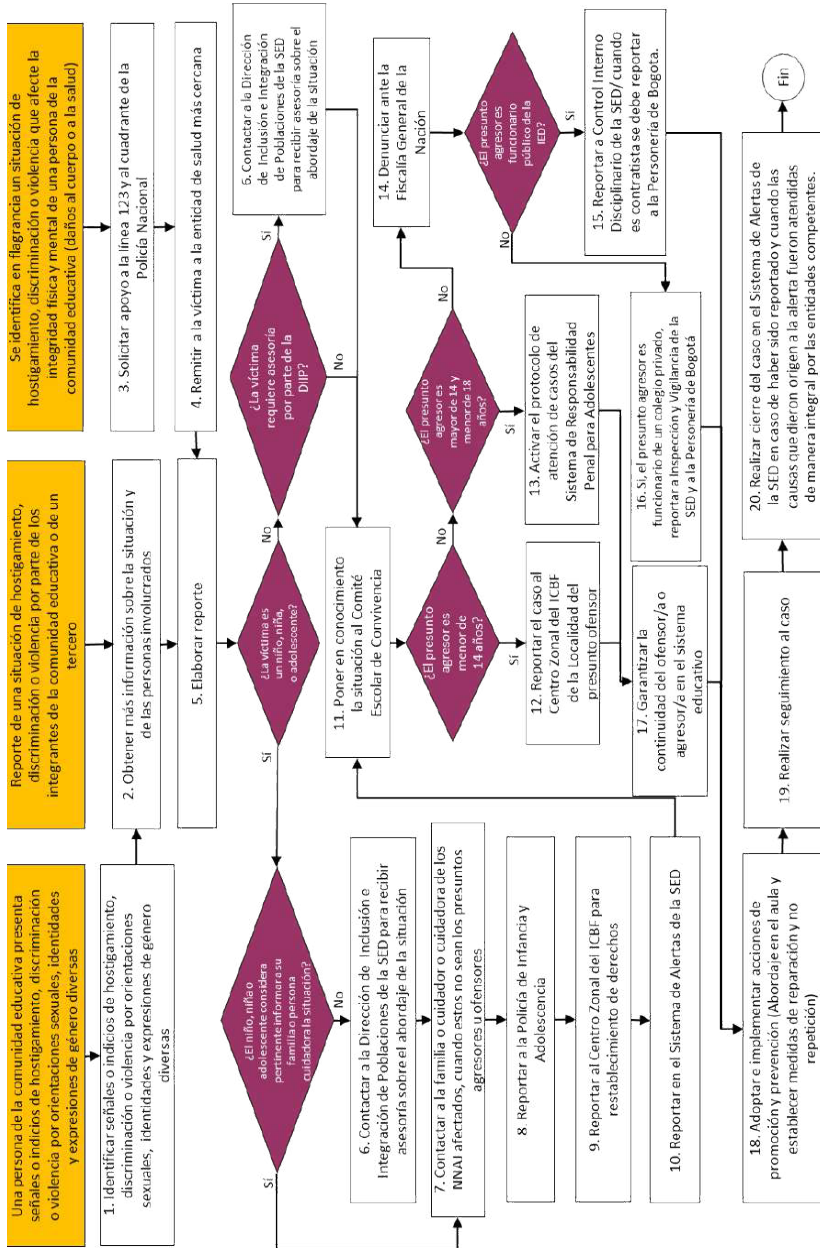 Una persona de la comunidad educativa presenta
señales o indicios de hostigamiento, discriminación
o violencia por orientaciones sexuales, identidades
y expresiones de género diversas
Reporte de una situación de hostigamiento,
discriminación o violencia por parte de los
integrantes de la comunidad educativa o de un
tercero
Se identifica en flagrancia un situación de
hostigamiento, discriminación o violencia que afecte la
integridad física y mental de una persona de la
comunidad educativa (daños al cuerpo o a la salud)
1. Identificar señales o indicios de hostigamiento,
discriminación o violencia por orientaciones
sexuales, identidades y expresiones de género
diversas
2. Obtener más información sobre la situación y
de las personas involucrados
3. Solicitar apoyo a la línea 123 y al cuadrante de la
Policía Nacional
4. Remitir a la víctima a la entidad de salud más cercana
5. Elaborar reporte
¿La víctima es
un niño, niña,
o adolescente?
Sí
No
¿El niño, niña o
adolescente considera
pertinente informar a su
familia o persona
cuidadora la situación?
Sí
No
¿La víctima
requiere asesoría
por parte de la
DIIP?
Sí
No
5. Contactar a la Dirección
de Inclusión e Integración
de Poblaciones de la SED
para recibir asesoría sobre el
abordaje de la situación
6. Contactar a la Dirección de Inclusión e
Integración de Poblaciones de la SED para recibir
asesoría sobre el abordaje de la situación
7. Contactar a la familia o cuidador o cuidadora de los
NNAJ afectados, cuando estos no sean los presuntos
agresores y ofensores
8 Reportar a la Policía de Infancia y
Adolescencia
9. Reportar al Centro Zonal del ICBF para
restablecimiento de derechos
10. Reportar en el Sistema de Alertas de la SED
11. Poner en conocimiento
la situación al Comité
Escolar de Convivencia
¿El presunto
agresor es
menor de
14 años?
Sí
No
12. Reportar el caso al
Centro Zonal del ICBF
de la Localidad del
presunto ofensor
¿El presunto
agresor es
mayor de 14 y
menor de 18
años?
Sí
No
13. Activar el protocolo de
atención de casos del
Sistema de Responsabilidad
Penal para Adolescentes
14. Denunciar ante la
Fiscalía General de la
Nación
¿El presunto
agresor es
funcionario
público de la
IED?
Sí
No
15. Reportar a Control Interno
Disciplinario de la SED/ cuando
es contratista se debe reportar
a la Personería de Bogota.
16. Si, el presunto agresor es
funcionario de un colegio privado,
reportar a Inspección y Vigilancia de la
SED y a la Personería de Bogotá
17. Garantizar la
continuidad del ofensor/a o
agresor/a en el sistema
educativo
18. Adoptar e implementar acciones de
promoción y prevención (Abordaje en el aula y
establecer medidas de reparación y no
repetición)
19. Realizar seguimiento al caso
20. Realizar cierre del caso en el Sistema de Alertas de
la SED en caso de haber sido reportado y cuando las
causas que dieron origen a la alerta fueron atendidas
de manera integral por las entidades competentes.
Fin